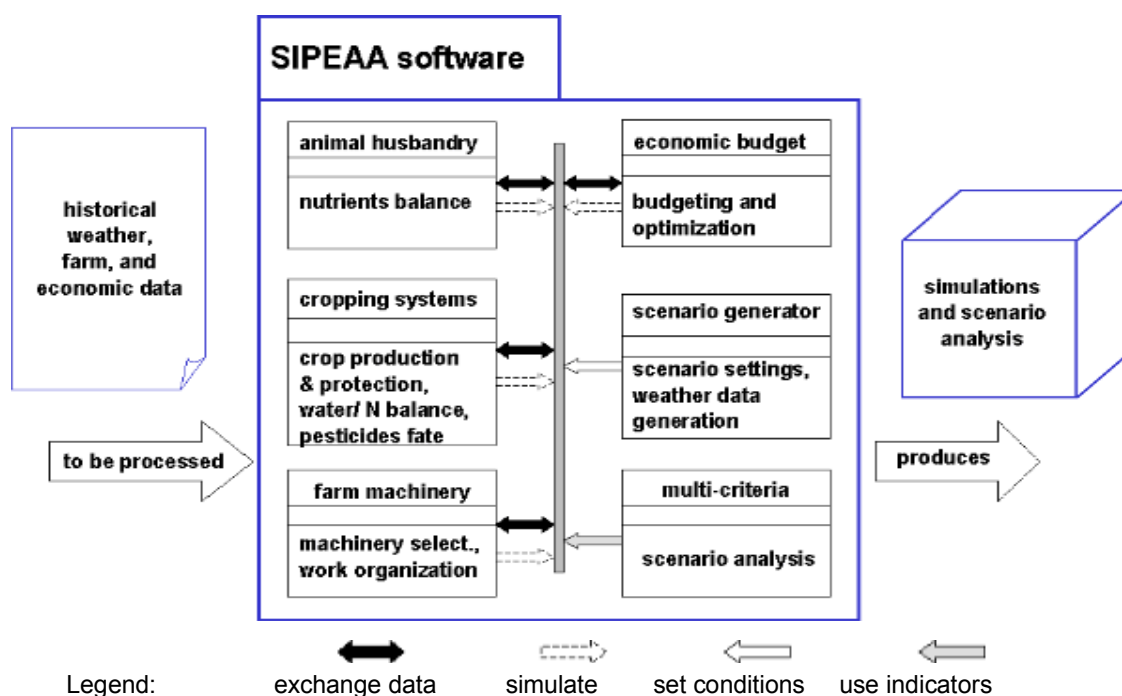 SIPEAA software
historical
weather,
farm, and
economic data
to be processed
animal husbandry
nutrients balance
cropping systems
crop production
& protection,
water/ N balance,
pesticides fate
farm machinery
machinery select.,
work organization
economic budget
budgeting and
optimization
scenario generator
scenario settings,
weather data
generation
multi-criteria
scenario analysis
simulations
and scenario
analysis
produces
Legend: exchange data simulate set conditions use indicators